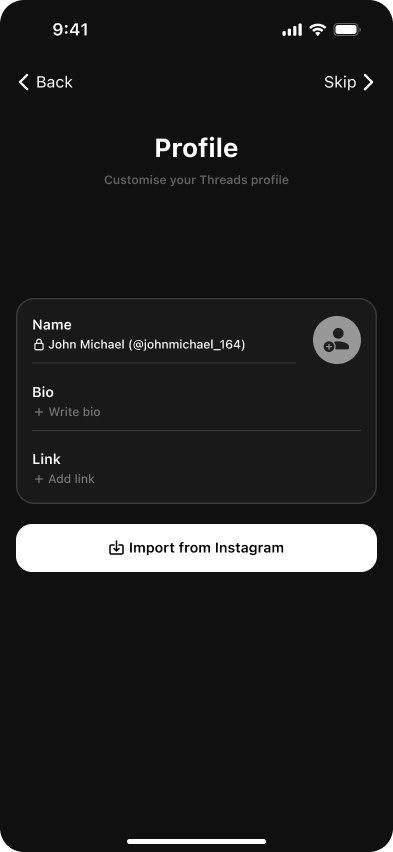 9:41
Back
Skip
Profile
Customise your Threads profile
Name
John Michael (@johnmichael_164)
Bio
+ Write bio
Link
+ Add link
Import from Instagram